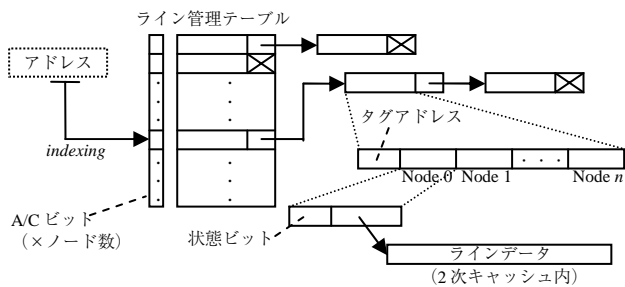 ライン管理テーブル
アドレス
indexing
タグアドレス
Node 0 Node 1 ・・・ Node n
A/C ビット
（×ノード数）
状態ビット
ラインデータ
（2 次キャッシュ内）